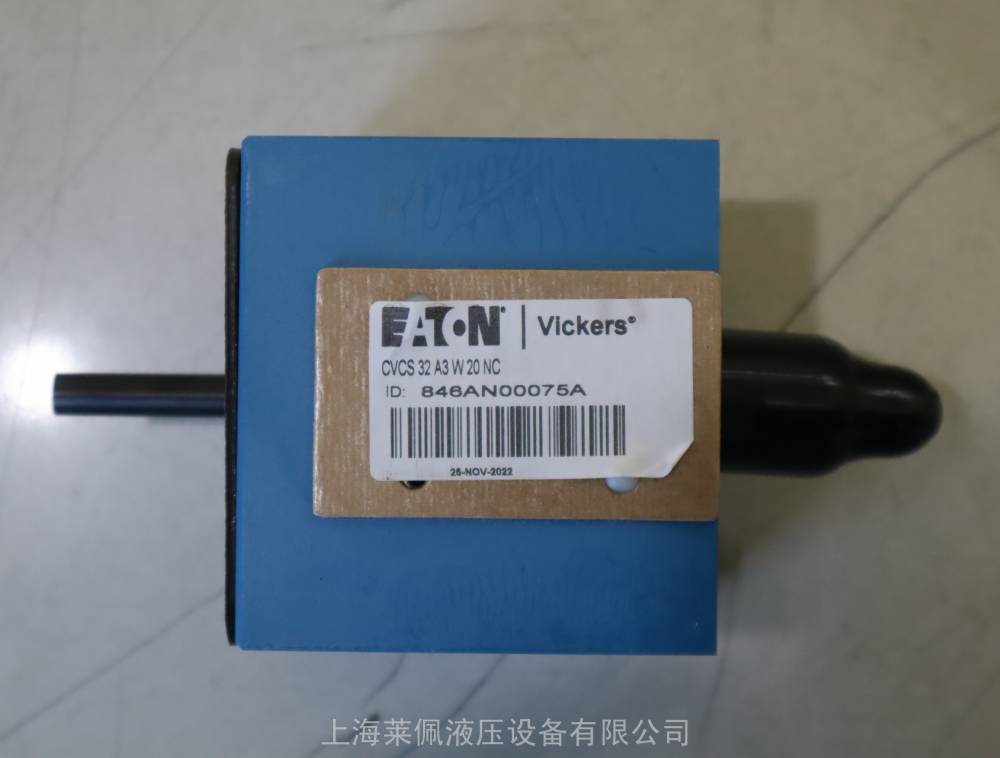 EATON® | Vickers®
CVCS 32 A3 W 20 NC
ID: 846AN00075A
25-NOV-2022
上海莱佩液压设备有限公司